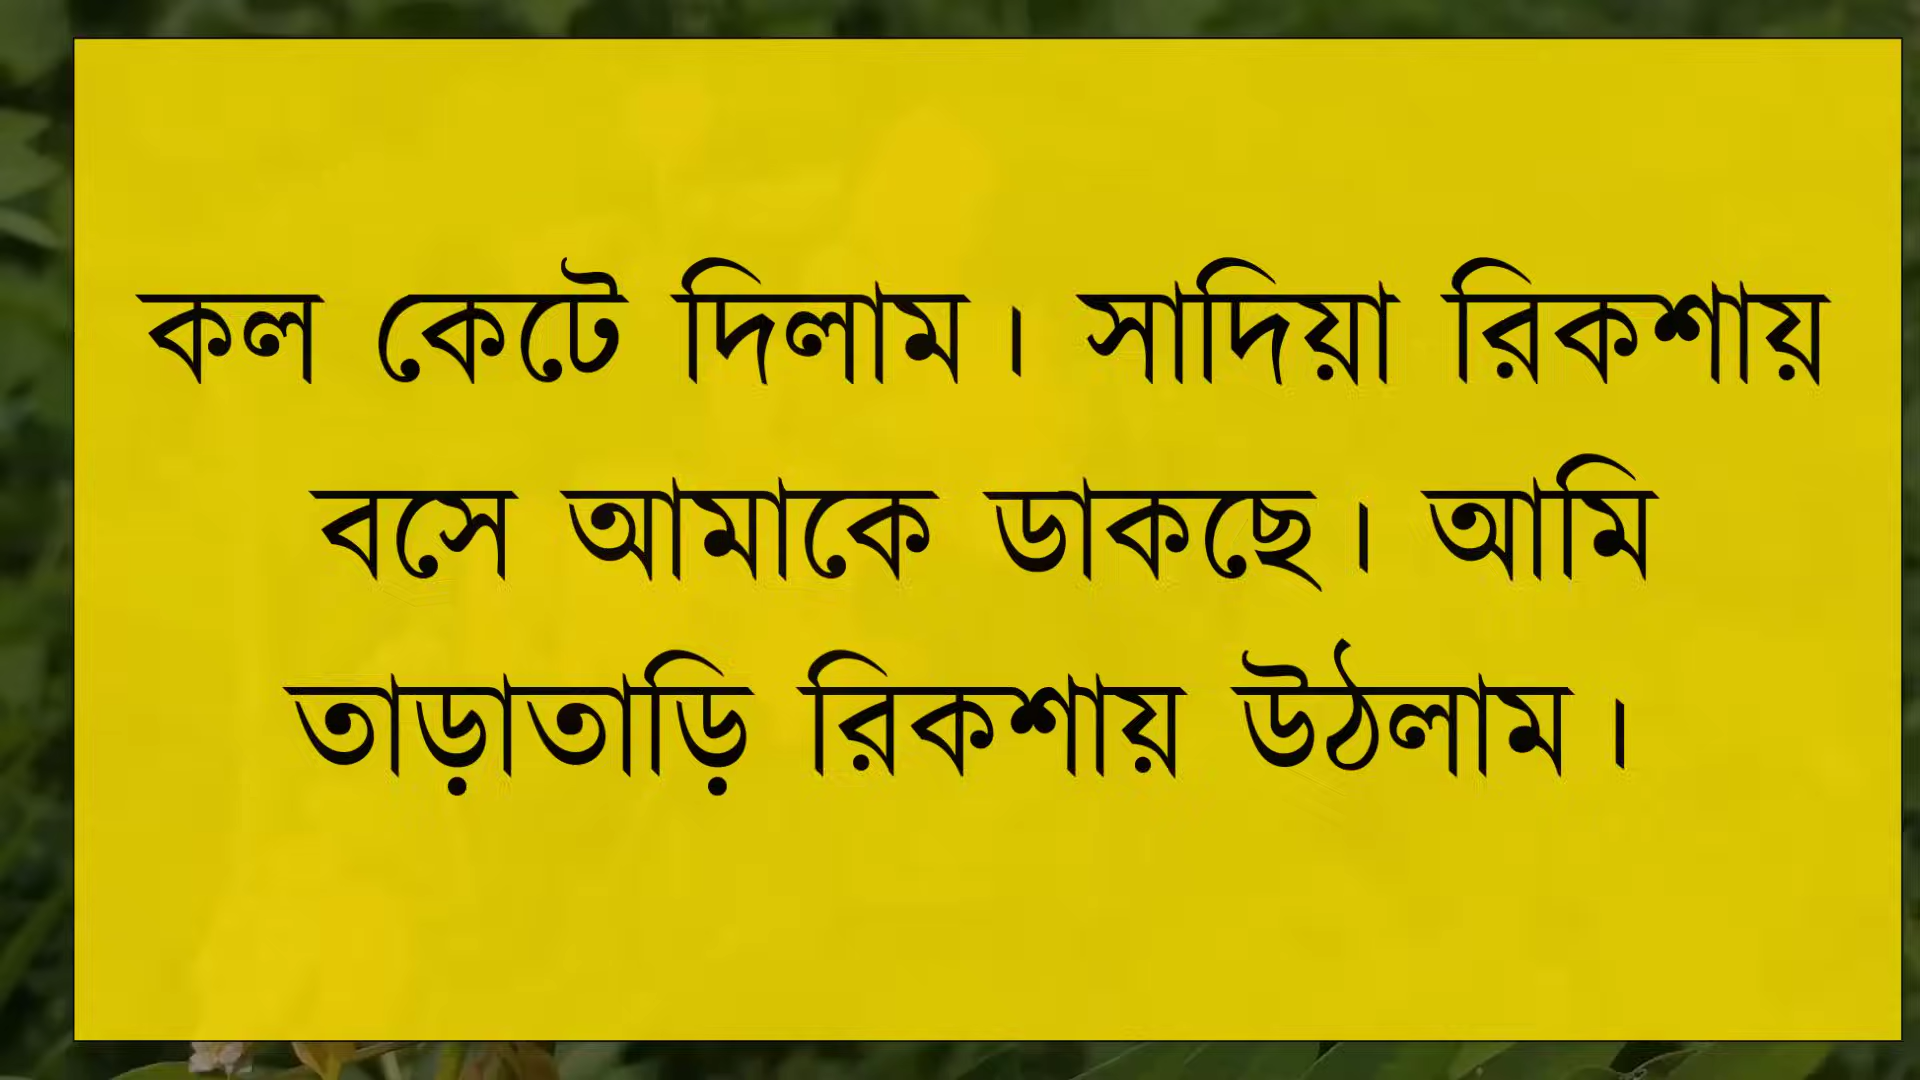 কল কেটে দিলাম। সাদিয়া রিকশায়
বসে আমাকে ডাকছে। আমি
তাড়াতাড়ি রিকশায় উঠলাম।